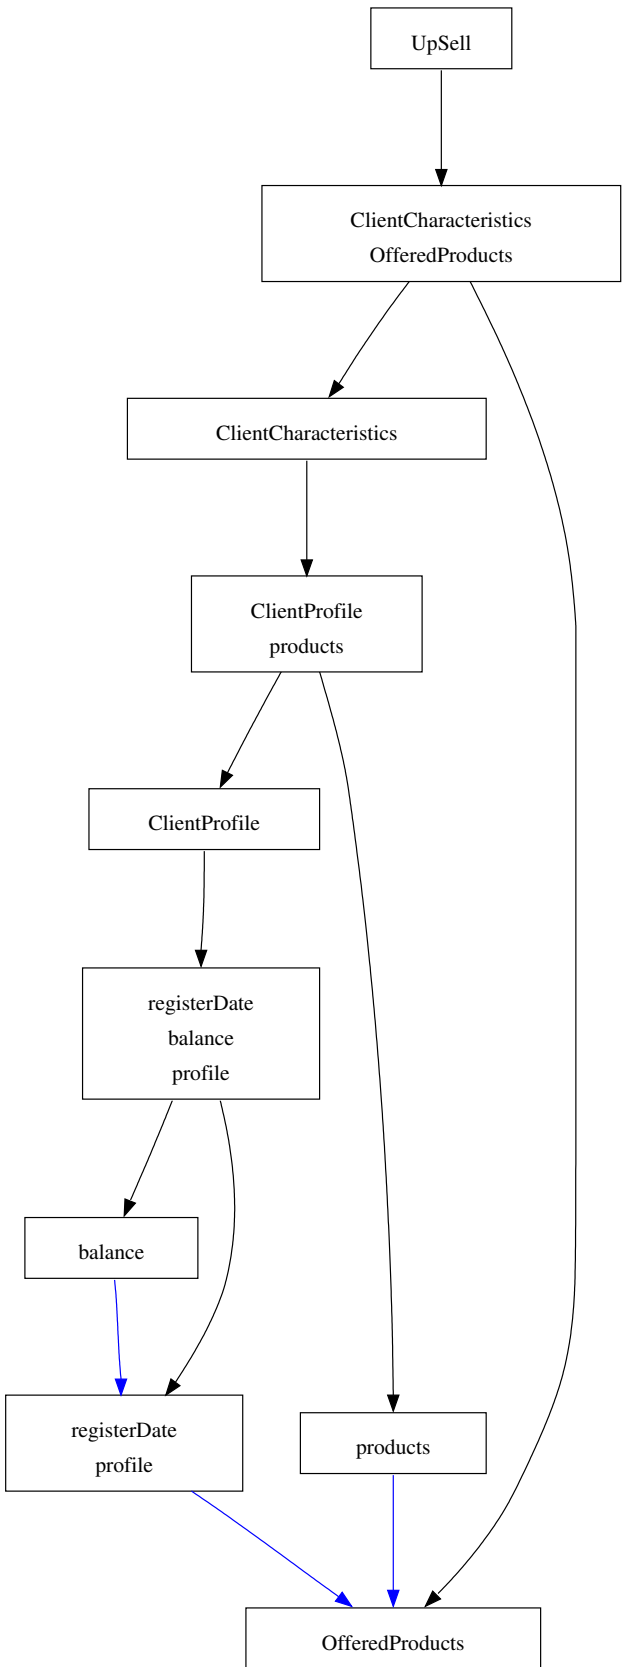 UpSell
ClientCharacteristics
OfferedProducts
ClientCharacteristics
ClientProfile
products
ClientProfile
registerDate
balance
profile
balance
registerDate
profile
products
OfferedProducts